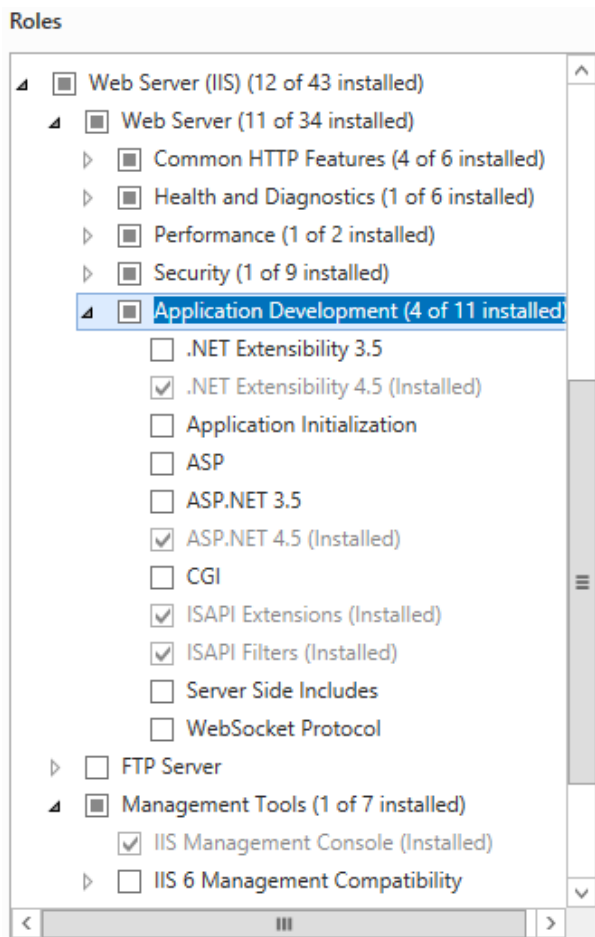 Roles
Web Server (IIS) (12 of 43 installed)
Web Server (11 of 34 installed)
Common HTTP Features (4 of 6 installed)
Health and Diagnostics (1 of 6 installed)
Performance (1 of 2 installed)
Security (1 of 9 installed)
Application Development (4 of 11 installed)
.NET Extensibility 3.5
.NET Extensibility 4.5 (Installed)
Application Initialization
ASP
ASP.NET 3.5
ASP.NET 4.5 (Installed)
CGI
ISAPI Extensions (Installed)
ISAPI Filters (Installed)
Server Side Includes
WebSocket Protocol
FTP Server
Management Tools (1 of 7 installed)
IIS Management Console (Installed)
IIS 6 Management Compatibility